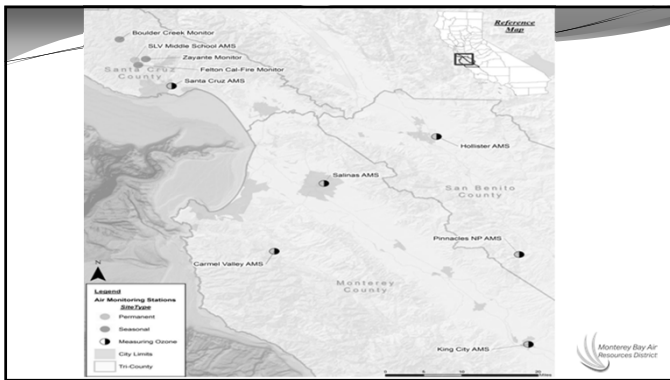 Reference
Map
Boulder Creek Monitor
SLV Middle School AMS
Zayante Monitor
Felton Cal-Fire Monitor
Santa Cruz
County
Santa Cruz AMS
Hollister AMS
Salinas AMS
San Benito
County
Pinnacles NP AMS
Carmel Valley AMS
Monterey
County
King City AMS
N
Legend
Air Monitoring Stations
SiteType
Permanent
Seasonal
Measuring Ozone
City Limits
Tri-County
Miles
Monterey Bay Air
Resources District